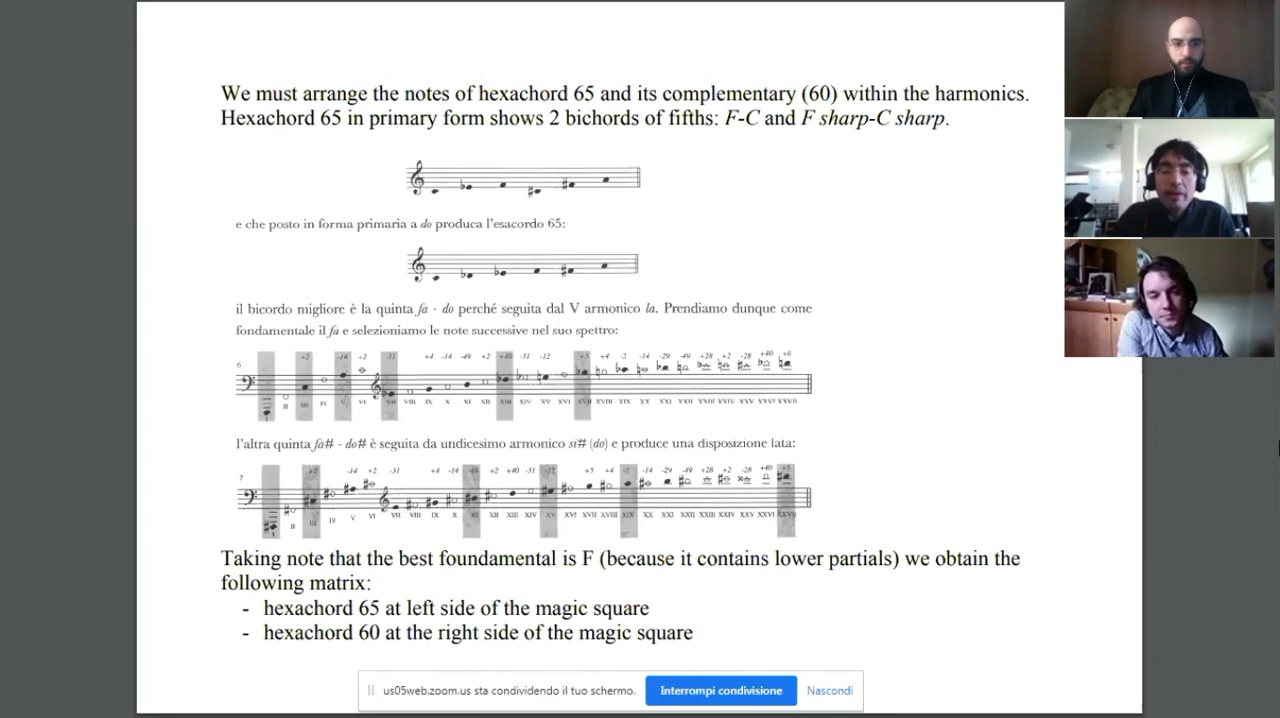 We must arrange the notes of hexachord 65 and its complementary (60) within the harmonics.
Hexachord 65 in primary form shows 2 bichords of fifths: F-C and F sharp-C sharp.
e che posto in forma primaria a do produca l'esacordo 65:
il bicordo migliore è la quinta fa - do perché seguita dal V armonico la. Prendiamo dunque come
fondamentale il fa e selezioniamo le note successive nel suo spettro:
6
l'altra quinta fa# - do# è seguita da undicesimo armonico si# (do) e produce una disposizione lata:
7
Taking note that the best foundamental is F (because it contains lower partials) we obtain the
following matrix:
- hexachord 65 at left side of the magic square
- hexachord 60 at the right side of the magic square
us05web.zoom.us sta condividendo il tuo schermo. Interrompi condivisione Nascondi